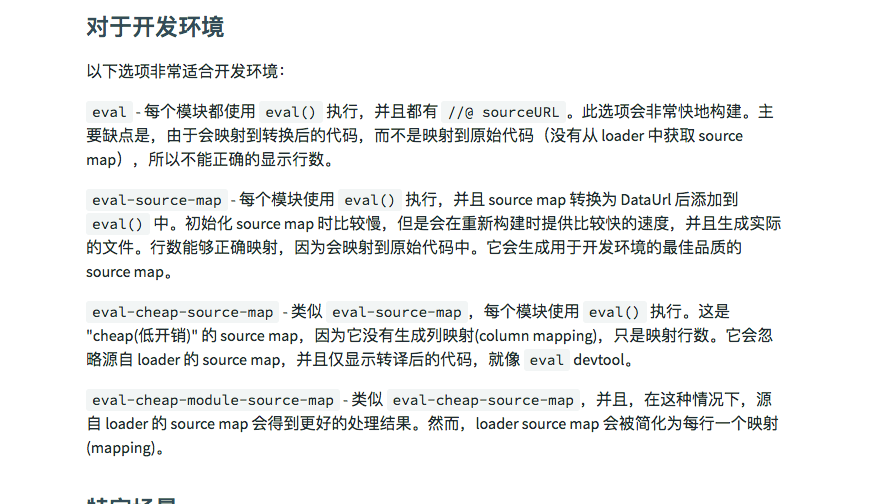 对于开发环境
以下选项非常适合开发环境：
eval - 每个模块都使用 eval() 执行，并且都有 //@ sourceURL。此选项会非常快地构建。主
要缺点是，由于会映射到转换后的代码，而不是映射到原始代码（没有从 loader 中获取 source
map），所以不能正确的显示行数。
eval-source-map - 每个模块使用 eval() 执行，并且 source map 转换为 DataUrl 后添加到
eval() 中。初始化 source map 时比较慢，但是会在重新构建时提供比较快的速度，并且生成实际
的文件。行数能够正确映射，因为会映射到原始代码中。它会生成用于开发环境的最佳品质的
source map。
eval-cheap-source-map - 类似 eval-source-map，每个模块使用 eval() 执行。这是
"cheap(低开销)" 的 source map，因为它没有生成列映射(column mapping)，只是映射行数。它会忽
略源自 loader 的 source map，并且仅显示转译后的代码，就像 eval devtool。
eval-cheap-module-source-map - 类似 eval-cheap-source-map，并且，在这种情况下，源
自 loader 的 source map 会得到更好的处理结果。然而，loader source map 会被简化为每行一个映射
(mapping)。